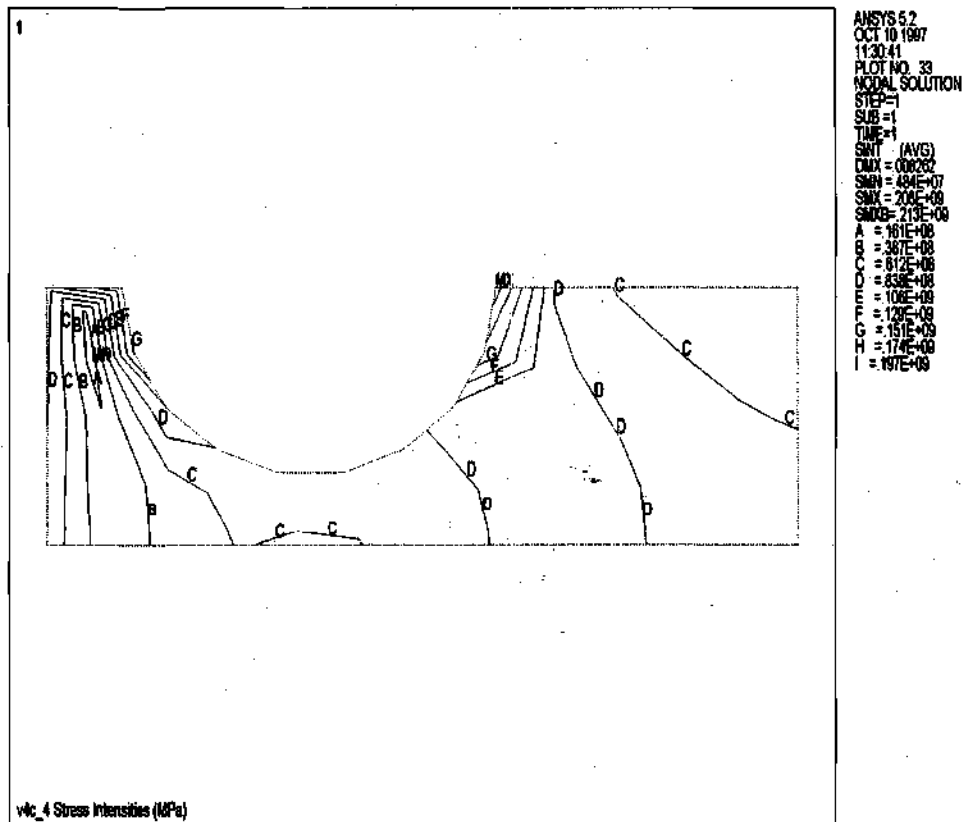 1
ANSYS 5.2
OCT 10 1997
11:30:41
PLOT NO. 33
NODAL SOLUTION
STEP=1
SUB =1
TIME=1
SINT (AVG)
DMX =.008262
SMN =.484E+07
SMX =.208E+09
SMXB=.213E+09
A =.161E+08
B =.387E+08
C =.612E+08
D =.838E+08
E =.106E+09
F =.129E+09
G =.151E+09
H =.174E+09
I =.197E+09
MX
D C
G
G
F
E
D C B A
D
D
C
C
D
D
D
D
C
B
C C
D
D
v4c_4 Stress Intensities (MPa)